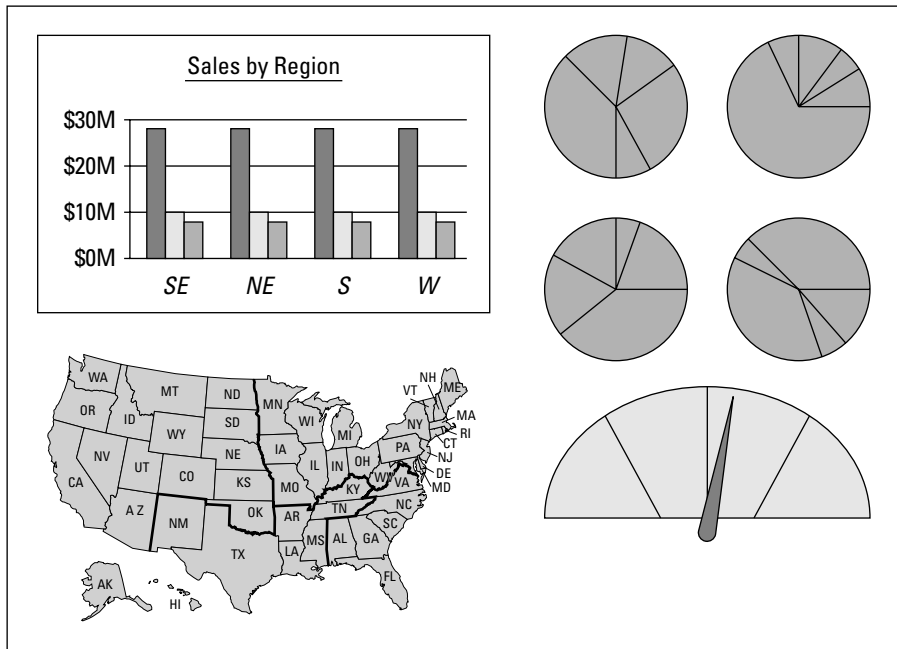 Sales by Region
$30M
$20M
$10M
$0M
SE NE S W
WA
MT
ND
MN
OR
ID
WY
SD
WI
MI
VT
NH
ME
NY
MA
RI
CT
NV
UT
CO
NE
IA
IL
IN
OH
PA
NJ
DE
MD
CA
KS
MO
KY
WV
VA
A Z
NM
OK
AR
TN
NC
SC
TX
LA
MS
AL
GA
FL
AK
HI